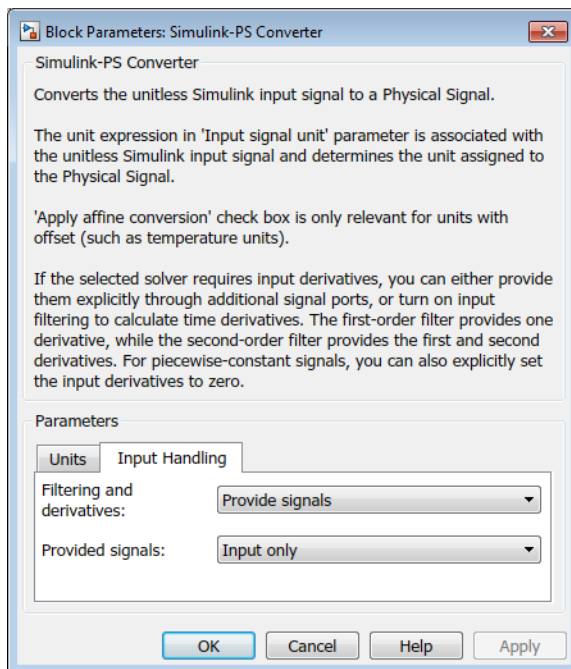 Block Parameters: Simulink-PS Converter
Simulink-PS Converter
Converts the unitless Simulink input signal to a Physical Signal.
The unit expression in 'Input signal unit' parameter is associated with
the unitless Simulink input signal and determines the unit assigned to
the Physical Signal.
'Apply affine conversion' check box is only relevant for units with
offset (such as temperature units).
If the selected solver requires input derivatives, you can either provide
them explicitly through additional signal ports, or turn on input
filtering to calculate time derivatives. The first-order filter provides one
derivative, while the second-order filter provides the first and second
derivatives. For piecewise-constant signals, you can also explicitly set
the input derivatives to zero.
Parameters
Units Input Handling
Filtering and
derivatives:
Provide signals
Provided signals: Input only
OK Cancel Help Apply